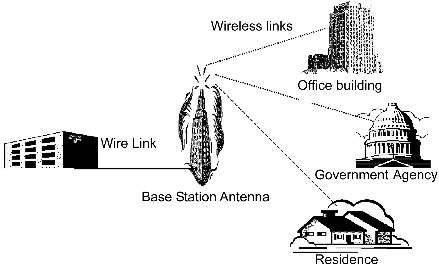 Wireless links
Office building
Wire Link
Government Agency
Base Station Antenna
Residence